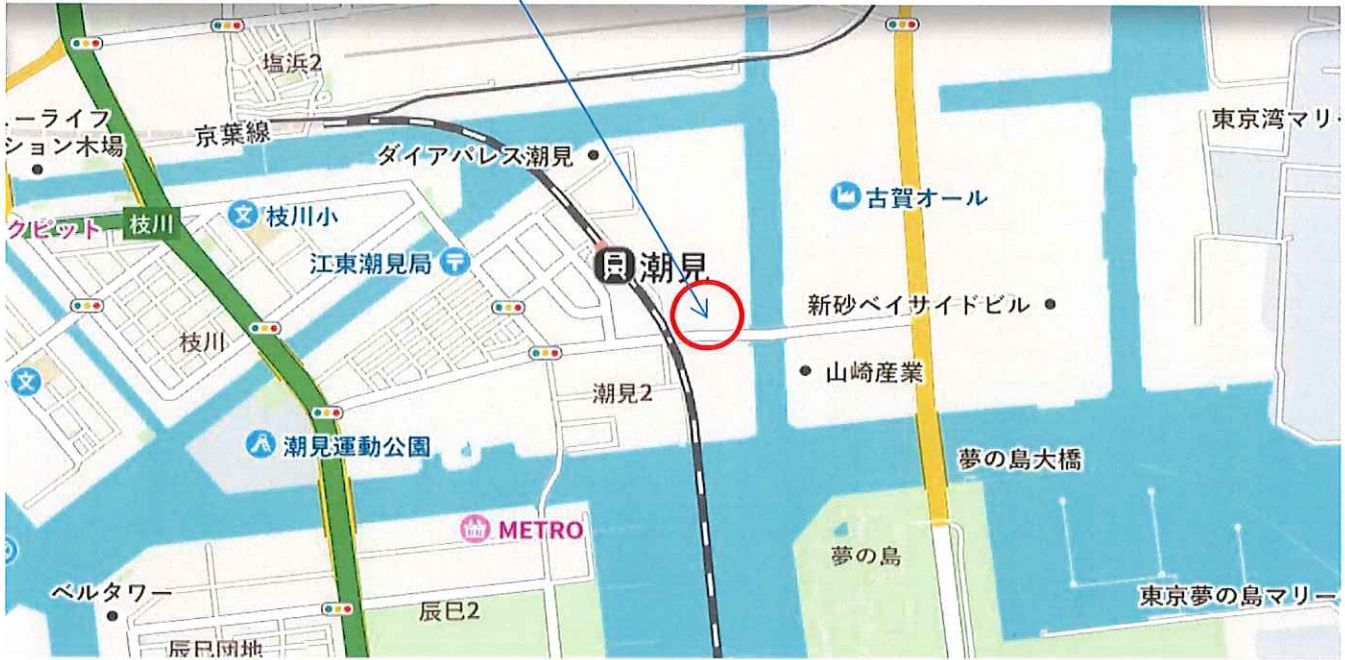 塩浜2
ーライフ
ション木場
京葉線
ダイアパレス潮見
東京湾マリ
クピット
枝川
枝川小
古賀オール
江東潮見局
潮見
新砂ベイサイドビル
枝川
山崎産業
潮見2
潮見運動公園
夢の島大橋
METRO
夢の島
ベルタワー
辰巳2
東京夢の島マリー
辰巳団地